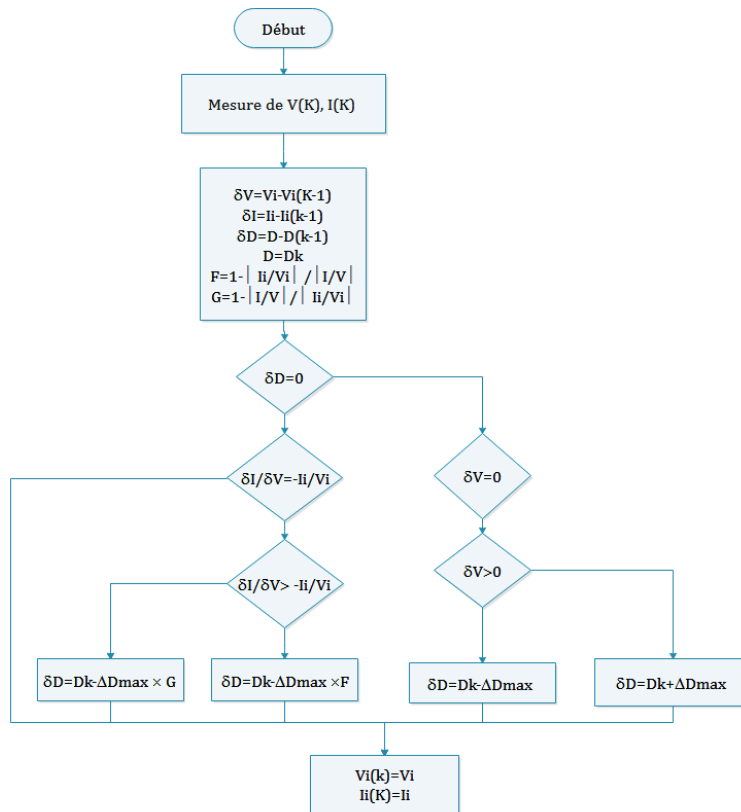 Début
Mesure de V(K), I(K)
δV=Vi-Vi(K-1)
δI=Ii-Ii(k-1)
δD=D-D(k-1)
D=Dk
F=1-| Ii/Vi| /|I/V|
G=1-|I/V|/| Ii/Vi|
δD=0
δI/δV=-Ii/Vi
δV=0
δI/δV> -Ii/Vi
δV>0
δD=Dk-ΔDmax × G
δD=Dk-ΔDmax ×F
δD=Dk-ΔDmax
δD=Dk+ΔDmax
Vi(k)=Vi
Ii(K)=Ii